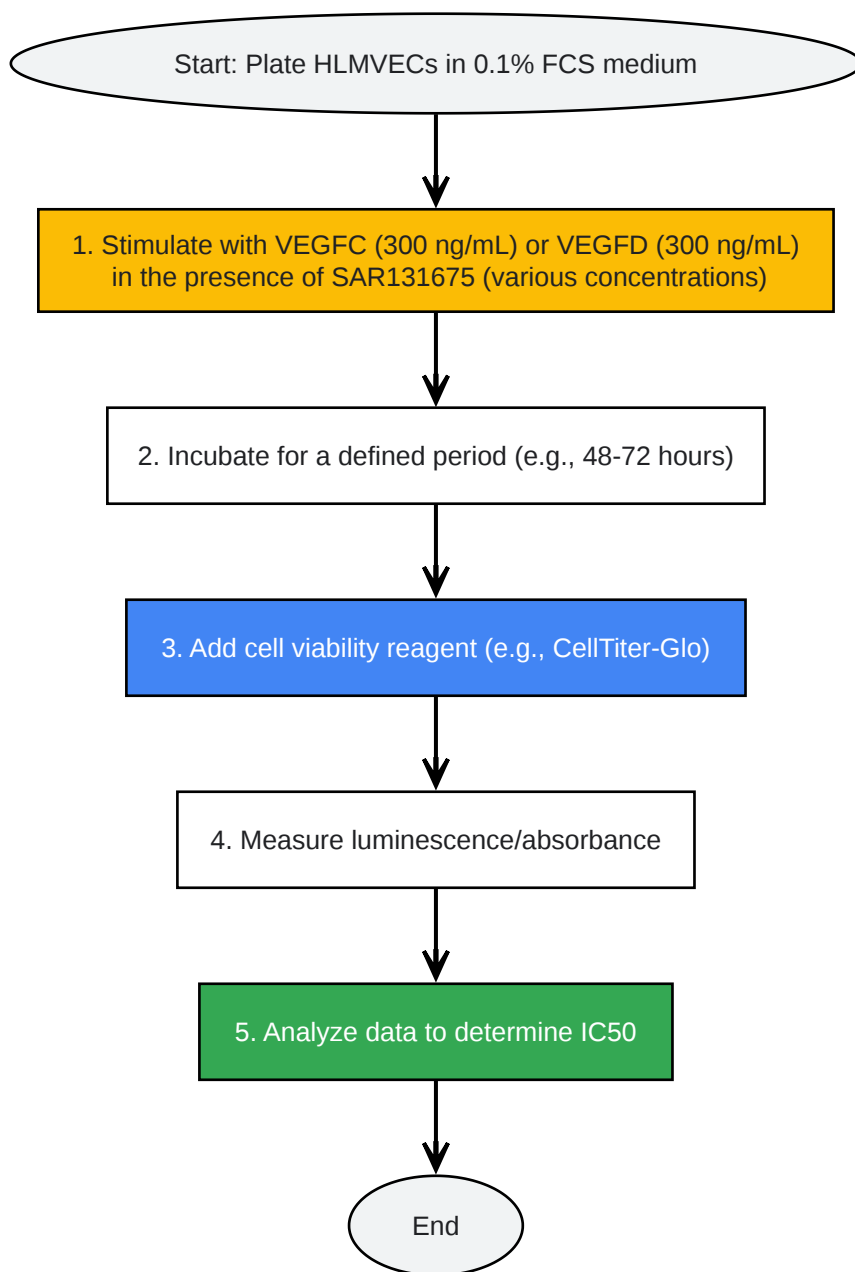 Start: Plate HLMVECs in 0.1% FCS medium
1. Stimulate with VEGFC (300 ng/mL) or VEGFD (300 ng/mL)
in the presence of SAR131675 (various concentrations)
2. Incubate for a defined period (e.g., 48-72 hours)
3. Add cell viability reagent (e.g., CellTiter-Glo)
4. Measure luminescence/absorbance
5. Analyze data to determine IC50
End